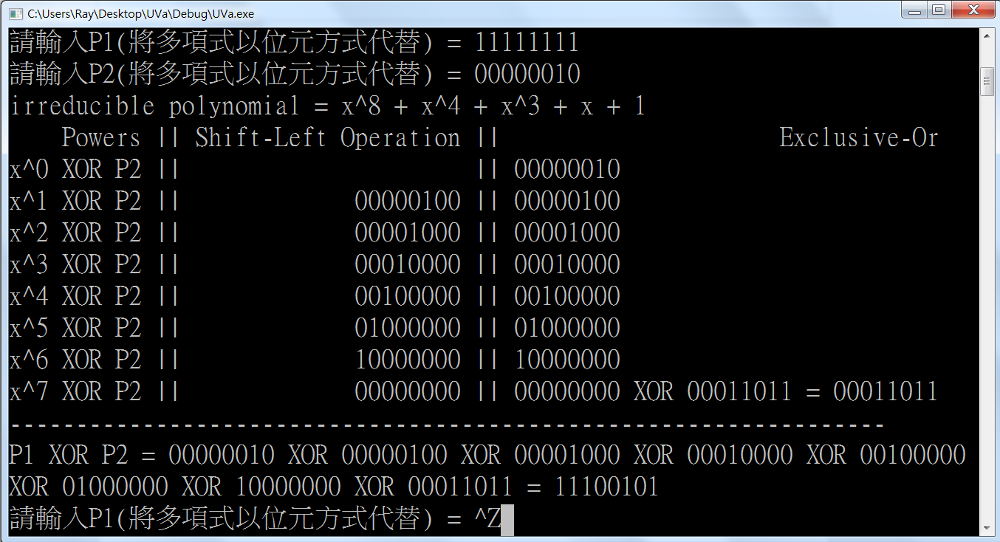 C:\Users\Ray\Desktop\UVa\Debug\UVa.exe
請輸入P1(將多項式以位元方式代替) = 11111111
請輸入P2(將多項式以位元方式代替) = 00000010
irreducible polynomial = x^8 + x^4 + x^3 + x + 1
Powers || Shift-Left Operation || Exclusive-Or
x^0 XOR P2 || || 00000010
x^1 XOR P2 || 00000100 || 00000100
x^2 XOR P2 || 00001000 || 00001000
x^3 XOR P2 || 00010000 || 00010000
x^4 XOR P2 || 00100000 || 00100000
x^5 XOR P2 || 01000000 || 01000000
x^6 XOR P2 || 10000000 || 10000000
x^7 XOR P2 || 00000000 || 00000000 XOR 00011011 = 00011011
------------------------------------------------------------------
P1 XOR P2 = 00000010 XOR 00000100 XOR 00001000 XOR 00010000 XOR 00100000
XOR 01000000 XOR 10000000 XOR 00011011 = 11100101
請輸入P1(將多項式以位元方式代替) = ^Z